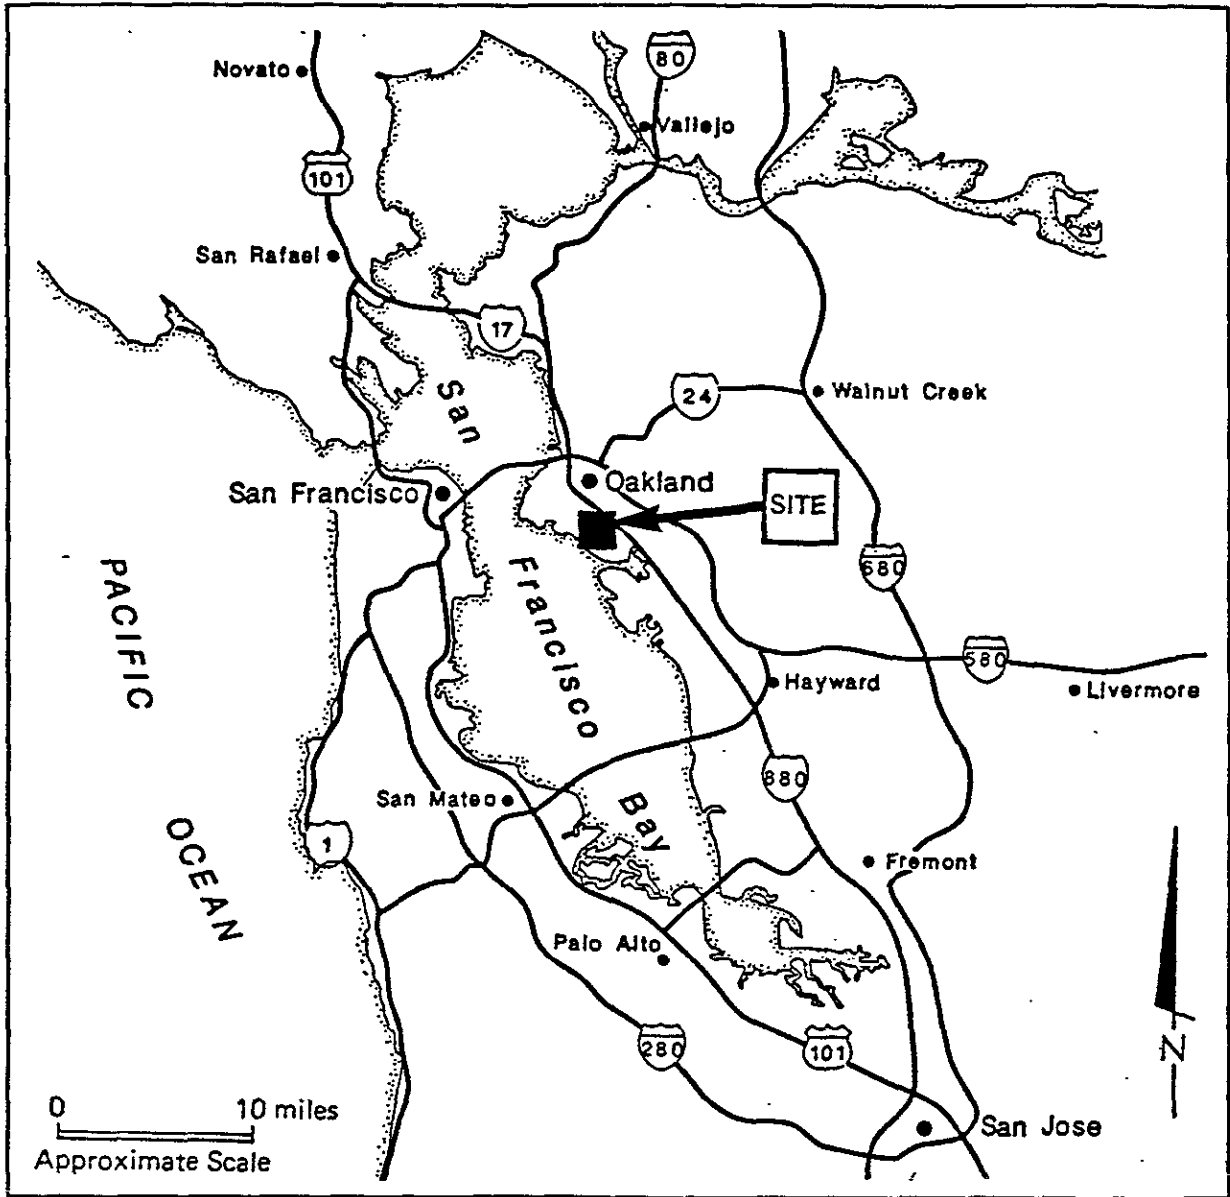 Novato
80
Vallejo
101
San Rafael
17
San
24
Walnut Creek
San Francisco
Oakland
SITE
PACIFIC
Francisco
680
580
Hayward
Livermore
880
San Mateo
Bay
1
OCEAN
Fremont
Palo Alto
280
101
N
0 10 miles
San Jose
Approximate Scale